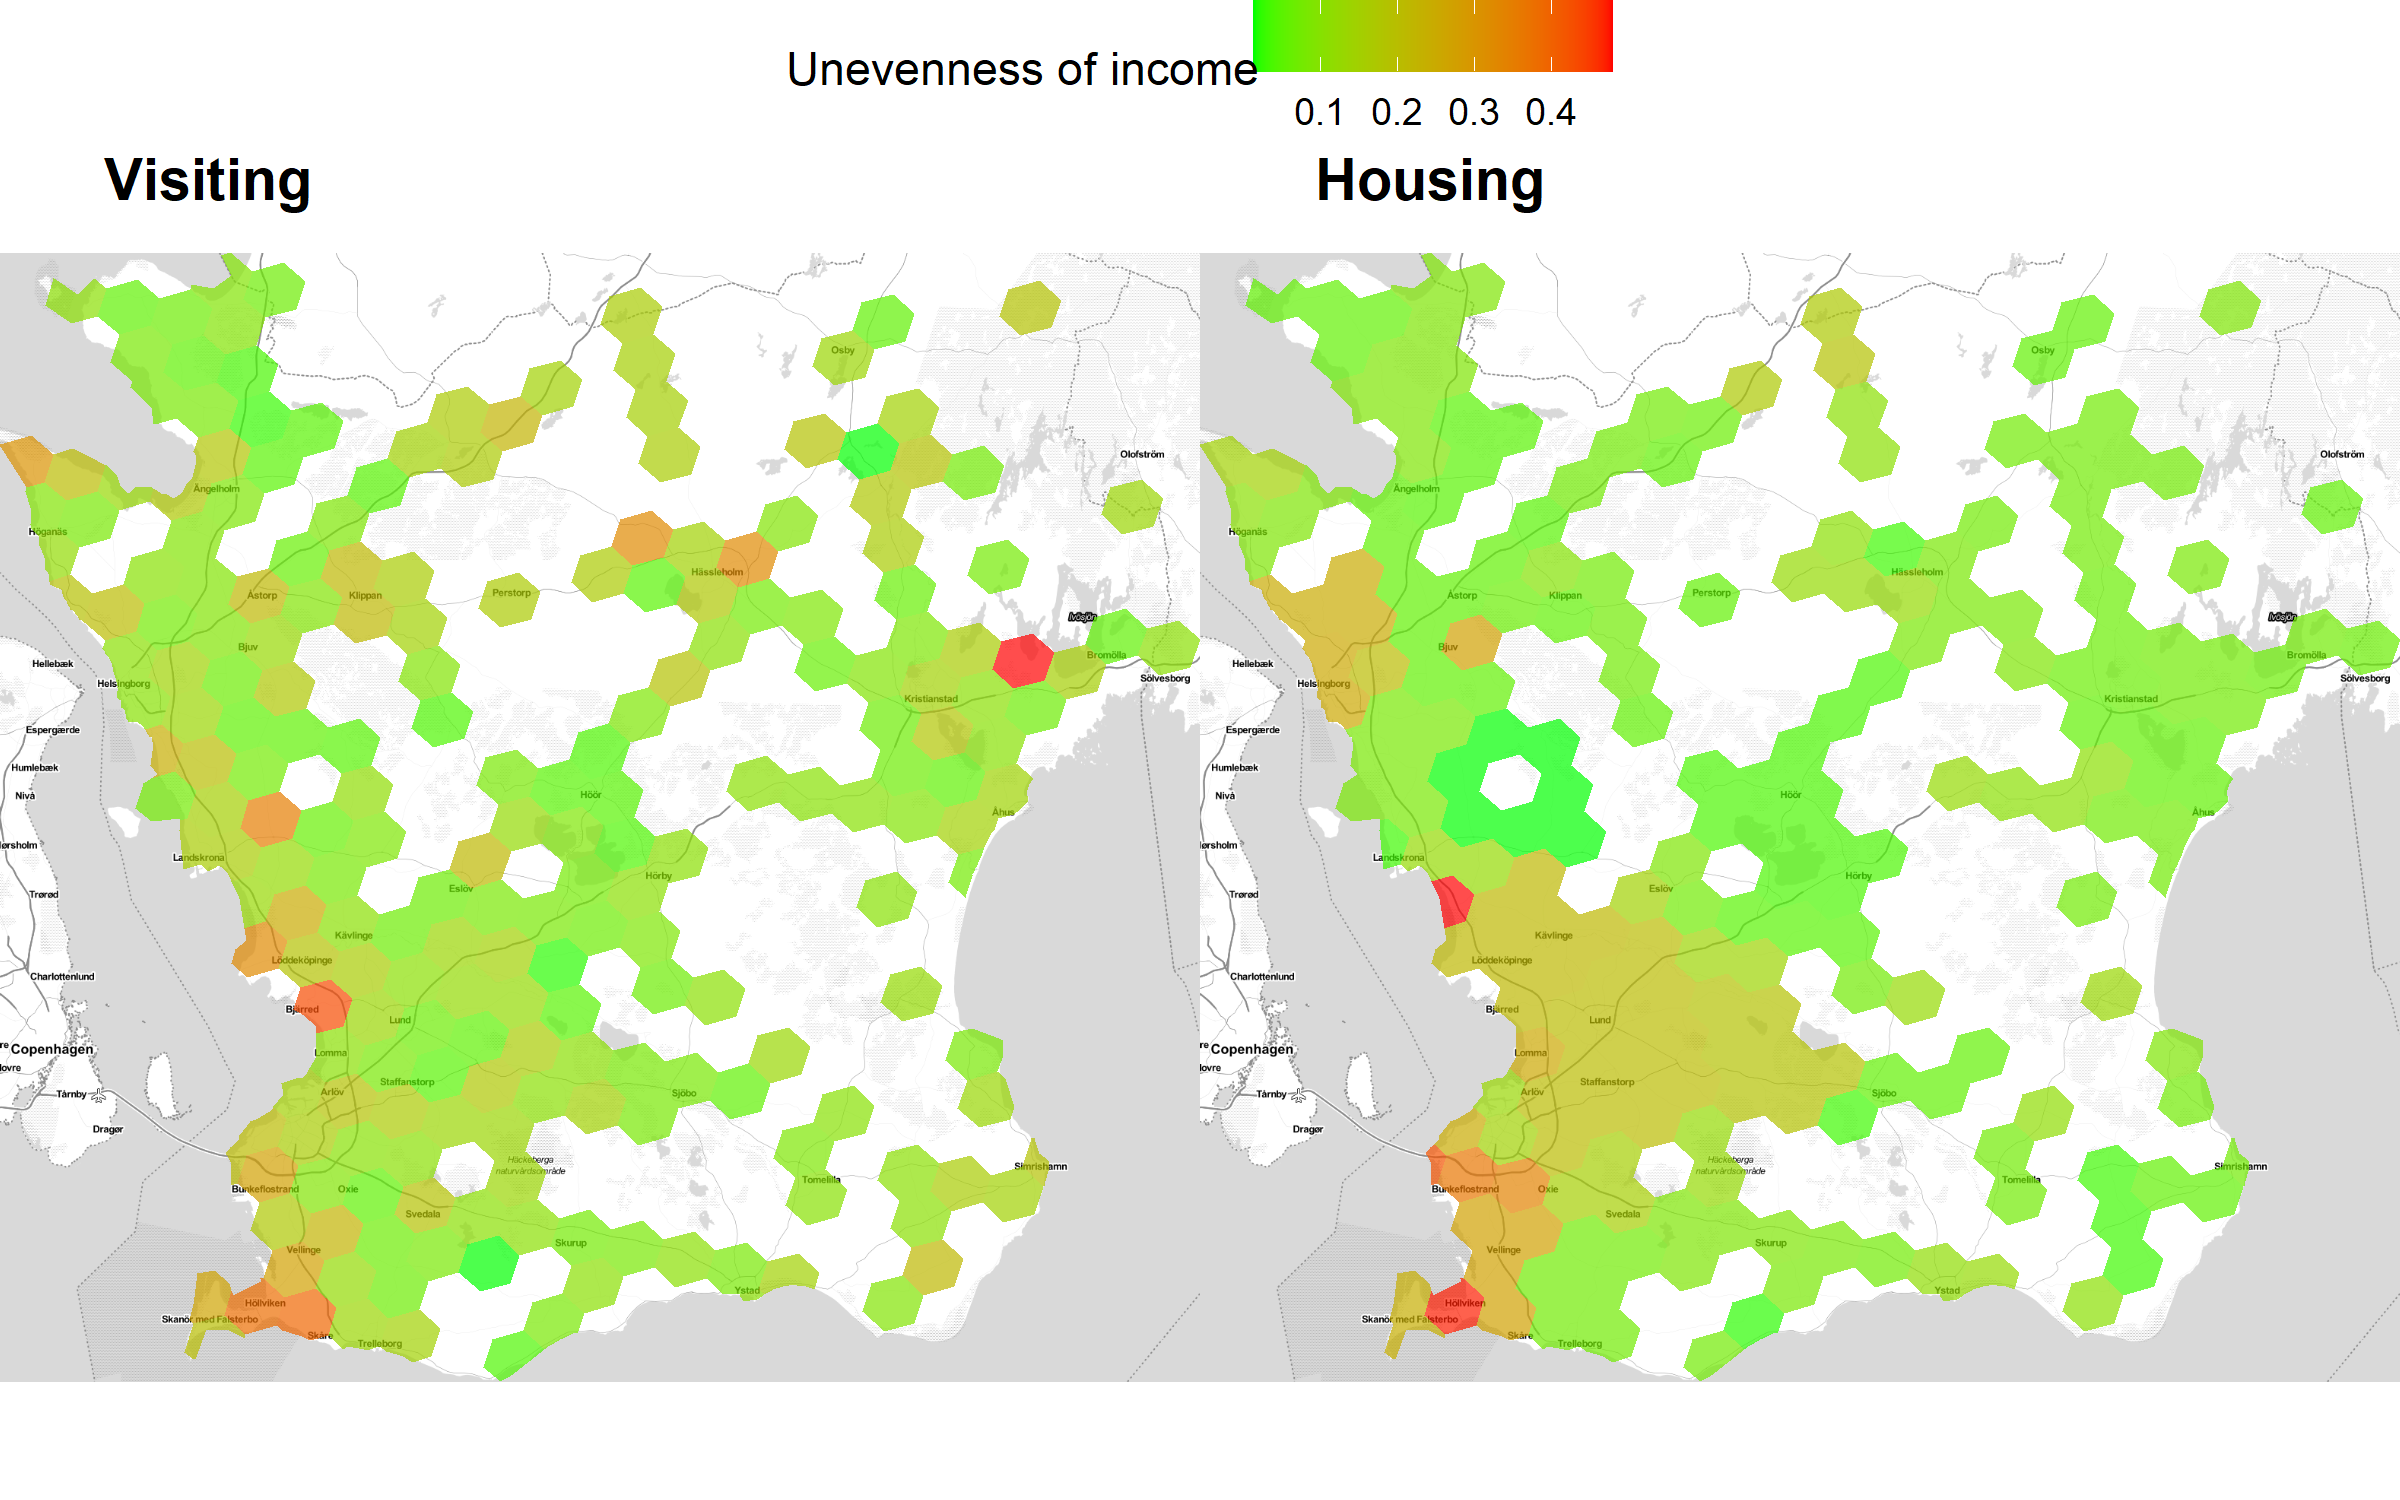 Unevenness of income
0.1 0.2 0.3 0.4
Visiting
Housing
Osby
Olofström
Ängelholm
Höganäs
Hässleholm
Åstorp
Klippan
Perstorp
Ivösjön
Bjuv
Bromölla
Hellebæk
Sölvesborg
Helsingborg
Kristianstad
Espergærde
Humlebæk
Nivå
Höör
Åhus
ørsholm
Landskrona
Hörby
Eslöv
Trørød
Kävlinge
Löddeköpinge
Charlottenlund
Bjärred
Lund
re
Copenhagen
Lomma
lovre
Staffanstorp
Tårnby
Arlöv
Sjöbo
Dragør
Häckeberga
naturvårdsområde
Simrishamn
Tomelilla
Bunkeflostrand
Oxie
Svedala
Skurup
Vellinge
Ystad
Höllviken
Skanör med Falsterbo
Skåre
Trelleborg
Osby
Olofström
Ängelholm
Höganäs
Hässleholm
Åstorp
Klippan
Perstorp
Ivösjön
Bjuv
Bromölla
Hellebæk
Sölvesborg
Helsingborg
Kristianstad
Espergærde
Humlebæk
Nivå
Höör
Åhus
ørsholm
Landskrona
Hörby
Eslöv
Trørød
Kävlinge
Löddeköpinge
Charlottenlund
Bjärred
Lund
re
Copenhagen
Lomma
lovre
Staffanstorp
Tårnby
Arlöv
Sjöbo
Dragør
Häckeberga
naturvårdsområde
Simrishamn
Tomelilla
Bunkeflostrand
Oxie
Svedala
Skurup
Vellinge
Ystad
Höllviken
Skanör med Falsterbo
Skåre
Trelleborg